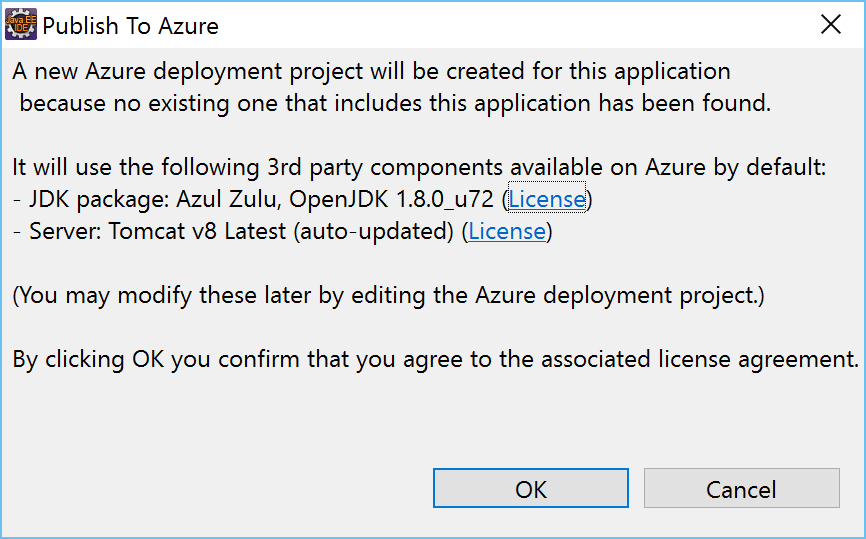 Java EE
IDE
Publish To Azure
A new Azure deployment project will be created for this application
because no existing one that includes this application has been found.
It will use the following 3rd party components available on Azure by default:
- JDK package: Azul Zulu, OpenJDK 1.8.0_u72 (License)
- Server: Tomcat v8 Latest (auto-updated) (License)
(You may modify these later by editing the Azure deployment project.)
By clicking OK you confirm that you agree to the associated license agreement.
OK
Cancel